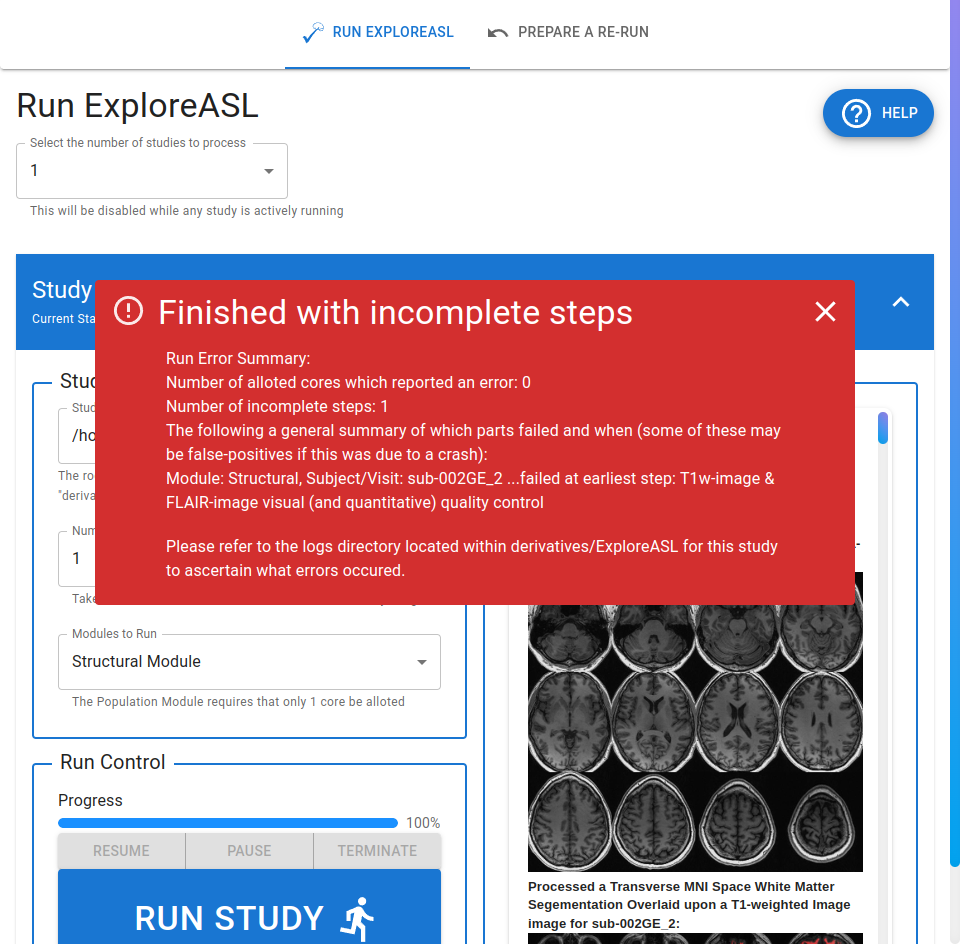 RUN EXPLOREASL
PREPARE A RE-RUN
Run ExploreASL
HELP
Select the number of studies to process
1
This will be disabled while any study is actively running
Study
Current Sta
Finished with incomplete steps
Run Error Summary:
Number of alloted cores which reported an error: 0
Number of incomplete steps: 1
The following a general summary of which parts failed and when (some of these may
be false-positives if this was due to a crash):
Module: Structural, Subject/Visit: sub-002GE_2 ...failed at earliest step: T1w-image &
FLAIR-image visual (and quantitative) quality control
Please refer to the logs directory located within derivatives/ExploreASL for this study
to ascertain what errors occured.
Stud
Stud
/ho
The ro
"deriva
Num
1
Take
Modules to Run
Structural Module
The Population Module requires that only 1 core be alloted
Run Control
Progress
100%
RESUME
PAUSE
TERMINATE
RUN STUDY
Processed a Transverse MNI Space White Matter
Segementation Overlaid upon a T1-weighted Image
image for sub-002GE_2: